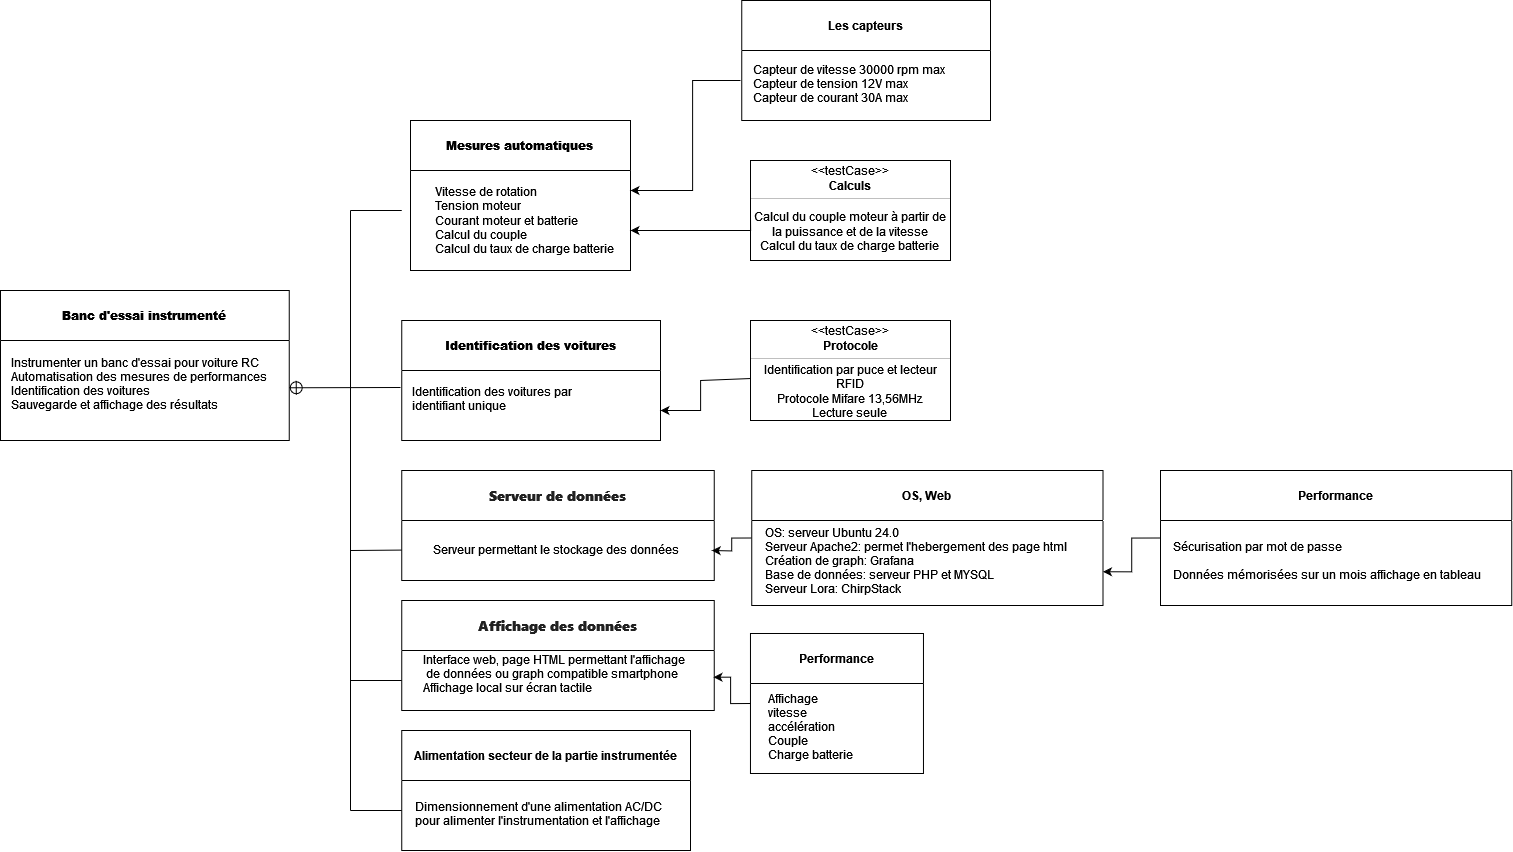 Les capteurs
Capteur de vitesse 30000 rpm max
Capteur de tension 12V max
Capteur de courant 30A max
Mesures automatiques
Vitesse de rotation
Tension moteur
Courant moteur et batterie
Calcul du couple
Calcul du taux de charge batterie
<<testCase>>
Calculs
Calcul du couple moteur à partir de
la puissance et de la vitesse
Calcul du taux de charge batterie
Banc d'essai instrumenté
Instrumenter un banc d'essai pour voiture RC
Automatisation des mesures de performances
Identification des voitures
Sauvegarde et affichage des résultats
Identification des voitures
Identification des voitures par
identifiant unique
<<testCase>>
Protocole
Identification par puce et lecteur
RFID
Protocole Mifare 13,56MHz
Lecture seule
Serveur de données
Serveur permettant le stockage des données
OS, Web
OS: serveur Ubuntu 24.0
Serveur Apache2: permet l'hebergement des page html
Création de graph: Grafana
Base de données: serveur PHP et MYSQL
Serveur Lora: ChirpStack
Performance
Sécurisation par mot de passe
Données mémorisées sur un mois affichage en tableau
Affichage des données
Interface web, page HTML permettant l'affichage
de données ou graph compatible smartphone
Affichage local sur écran tactile
Performance
Affichage
vitesse
accélération
Couple
Charge batterie
Alimentation secteur de la partie instrumentée
Dimensionnement d'une alimentation AC/DC
pour alimenter l'instrumentation et l'affichage